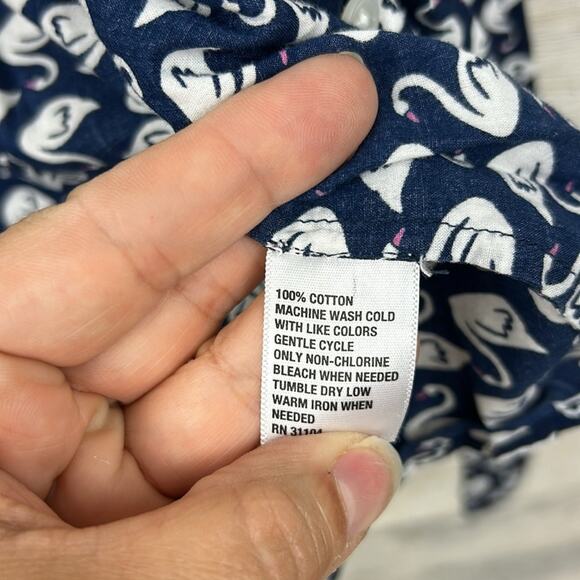 100% COTTON
MACHINE WASH COLD
WITH LIKE COLORS
GENTLE CYCLE
ONLY NON-CHLORINE
BLEACH WHEN NEEDED
TUMBLE DRY LOW
WARM IRON WHEN
NEEDED
RN 31104